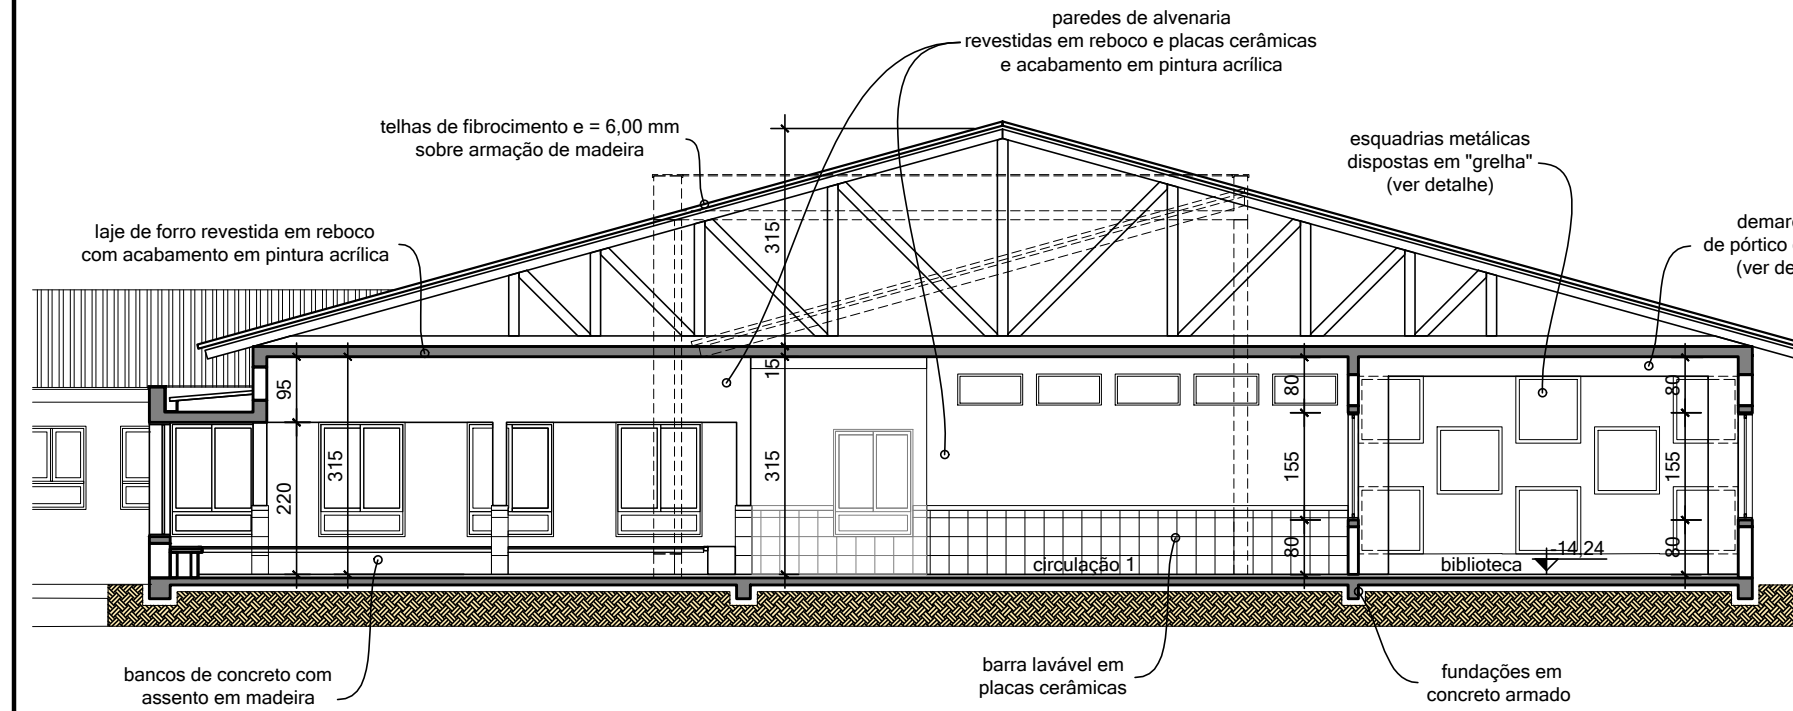 paredes de alvenaria
revestidas em reboco e placas cerâmicas
e acabamento em pintura acrílica
telhas de fibrocimento e = 6,00 mm
sobre armação de madeira
esquadrias metálicas
dispostas em "grelha"
(ver detalhe)
laje de forro revestida em reboco
com acabamento em pintura acrílica
de pórtico
(ver
315
15
95
220
315
315
80
155
80
80
155
80
circulação 1
biblioteca
-14,24
bancos de concreto com
assento em madeira
barra lavável em
placas cerâmicas
fundações em
concreto armado